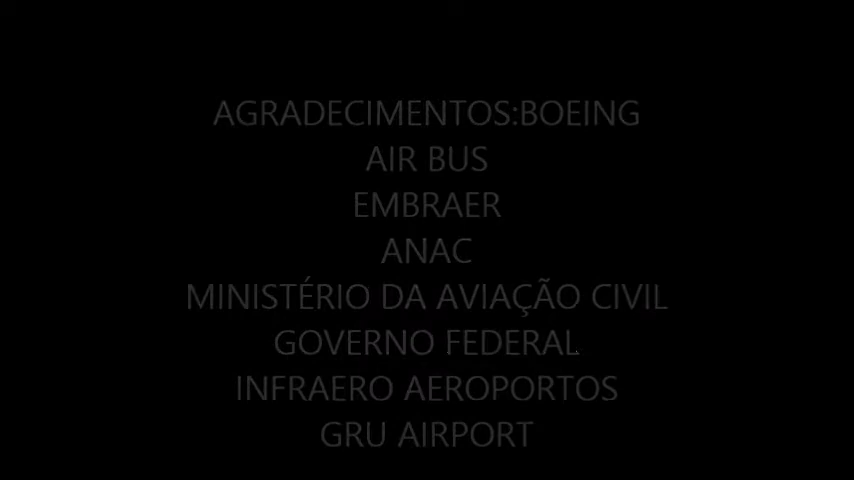 AGRADECIMENTOS:BOEING
AIR BUS
EMBRAER
ANAC
MINISTÉRIO DA AVIAÇÃO CIVIL
GOVERNO FEDERAL
INFRAERO AEROPORTOS
GRU AIRPORT